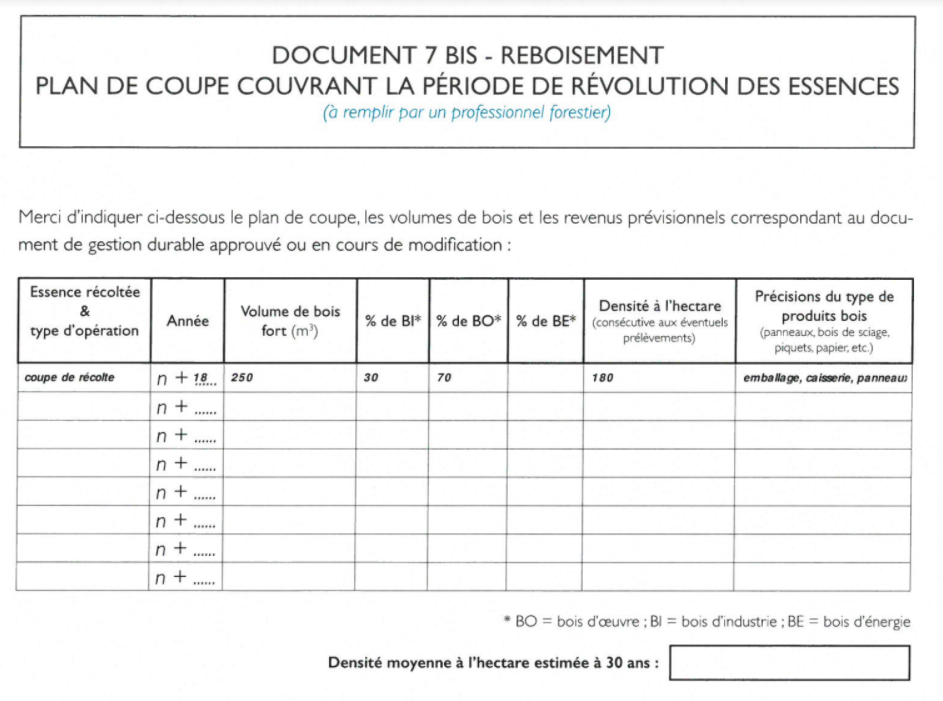 DOCUMENT 7 BIS - REBOISEMENT
PLAN DE COUPE COUVRANT LA PÉRIODE DE RÉVOLUTION DES ESSENCES
(à remplir par un professionnel forestier)
Merci d'indiquer ci-dessous le plan de coupe, les volumes de bois et les revenus prévisionnels correspondant au docu-
ment de gestion durable approuvé ou en cours de modification :
Essence récoltée
&
type d'opération
Année
Volume de bois
fort (m³)
% de BI*
% de BO*
% de BE*
Densité à l'hectare
(consécutive aux éventuels
prélèvements)
Précisions du type de
produits bois
(panneaux, bois de sciage,
piquets, papier, etc.)
coupe de récolte n + 18...... 250 30 70 180 emballage, caisserie, panneaux
n + ......
n + ......
n + ......
n + ......
n + ......
n + ......
n + ......
* BO = bois d'œuvre ; BI = bois d'industrie ; BE = bois d'énergie
Densité moyenne à l'hectare estimée à 30 ans :